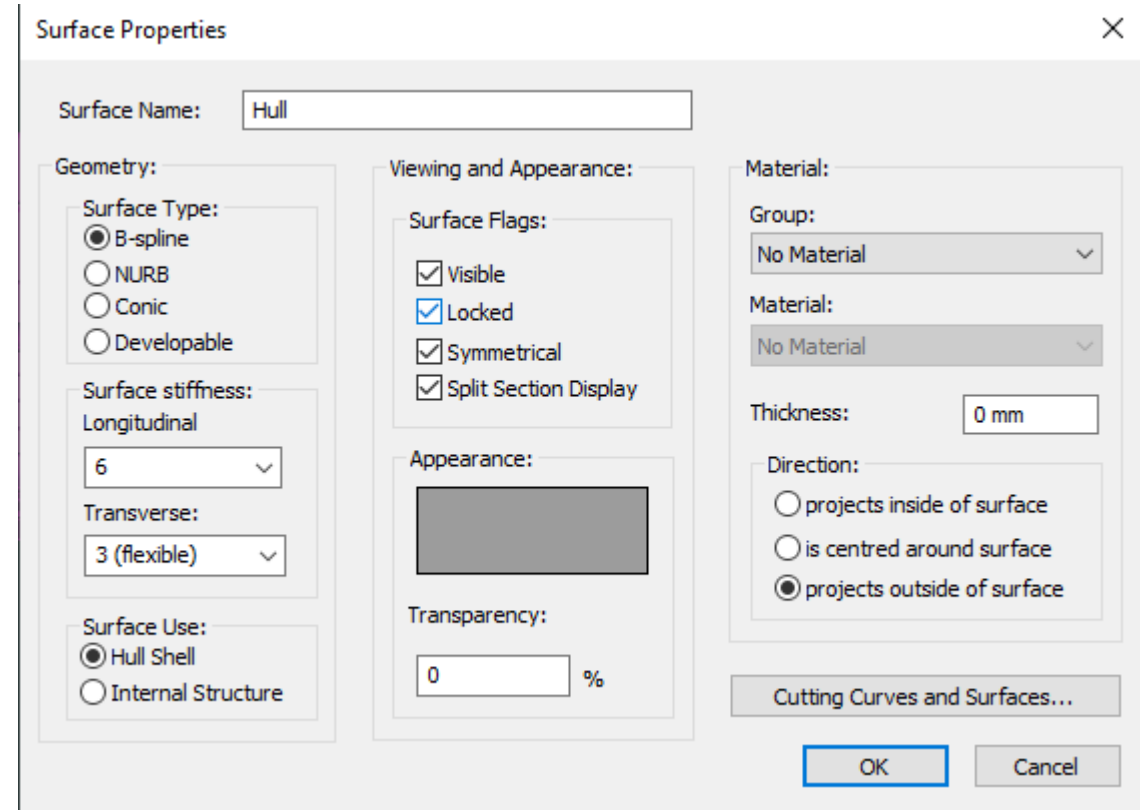 Surface Properties
Surface Name: Hull
Geometry:
Surface Type:
B-spline
NURB
Conic
Developable
Surface stiffness:
Longitudinal
6
Transverse:
3 (flexible)
Surface Use:
Hull Shell
Internal Structure
Viewing and Appearance:
Surface Flags:
Visible
Locked
Symmetrical
Split Section Display
Appearance:
Transparency:
0 %
Material:
Group:
No Material
Material:
No Material
Thickness: 0 mm
Direction:
projects inside of surface
is centred around surface
projects outside of surface
Cutting Curves and Surfaces...
OK Cancel